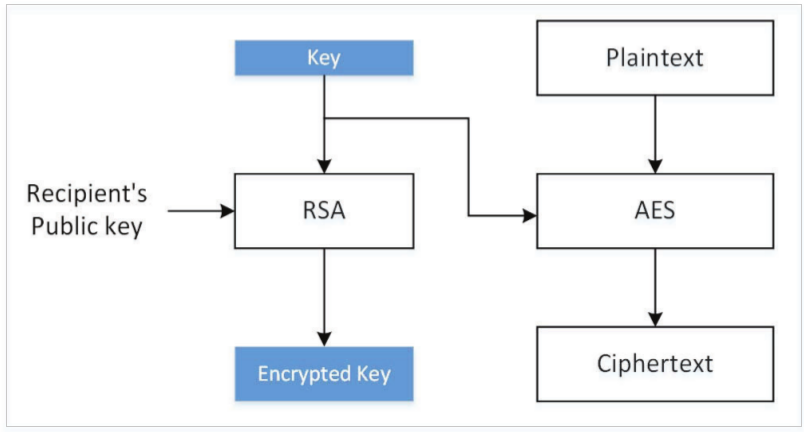 Key
Plaintext
Recipient's
Public key
RSA
AES
Encrypted Key
Ciphertext